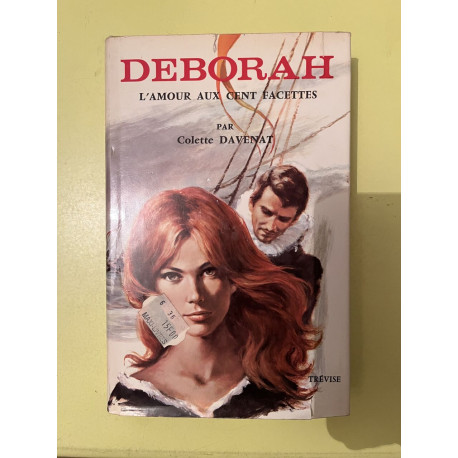 DEBORAH
L'AMOUR AUX CENT FACETTES
PAR
Colette DAVENAT
TRÉVISE